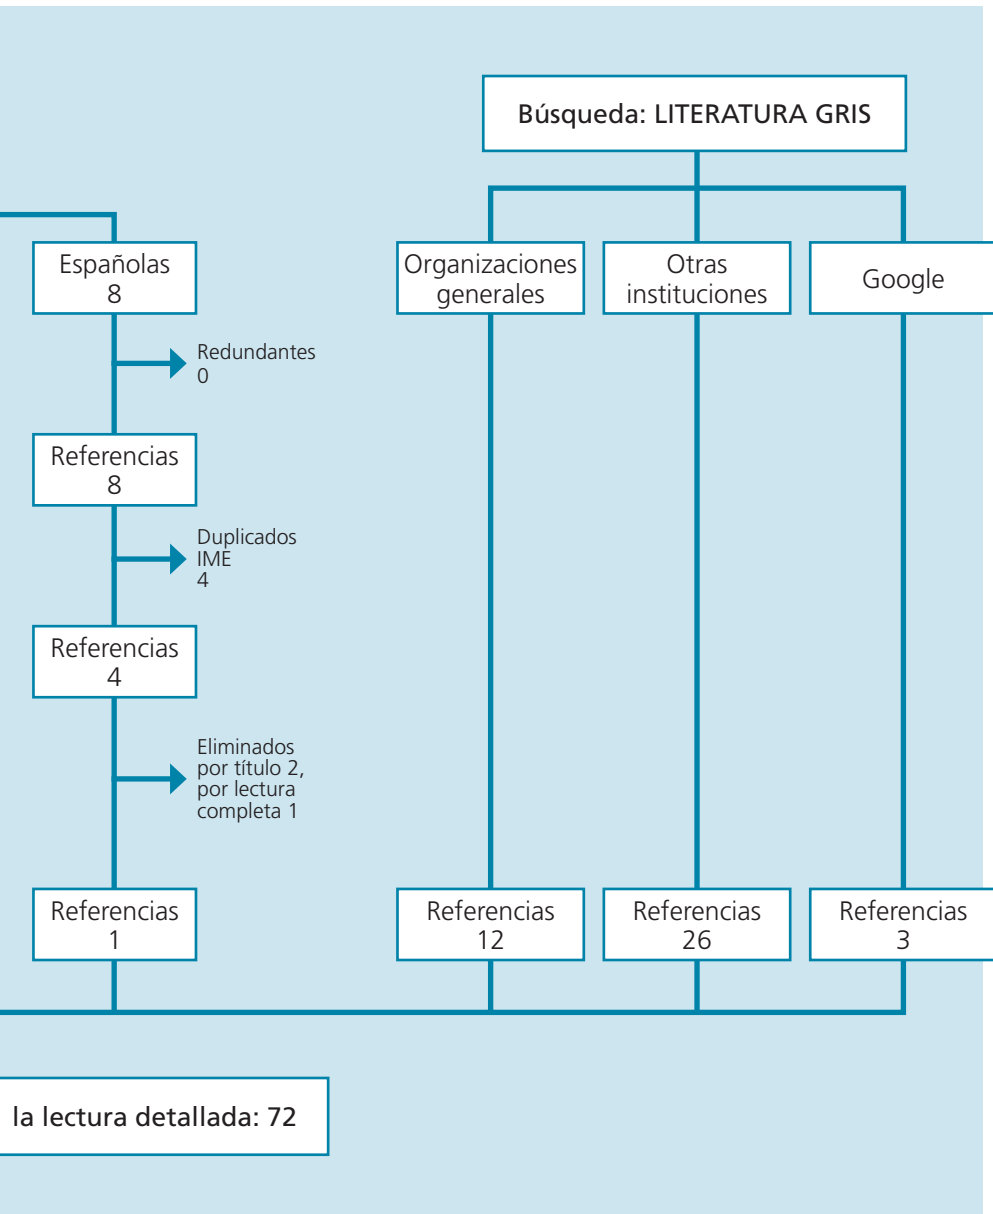 Búsqueda: LITERATURA GRIS
Españolas
8
Organizaciones
generales
Otras
instituciones
Google
Redundantes
0
Referencias
8
Duplicados
IME
4
Referencias
4
Eliminados
por título 2,
por lectura
completa 1
Referencias
1
Referencias
12
Referencias
26
Referencias
3
la lectura detallada: 72